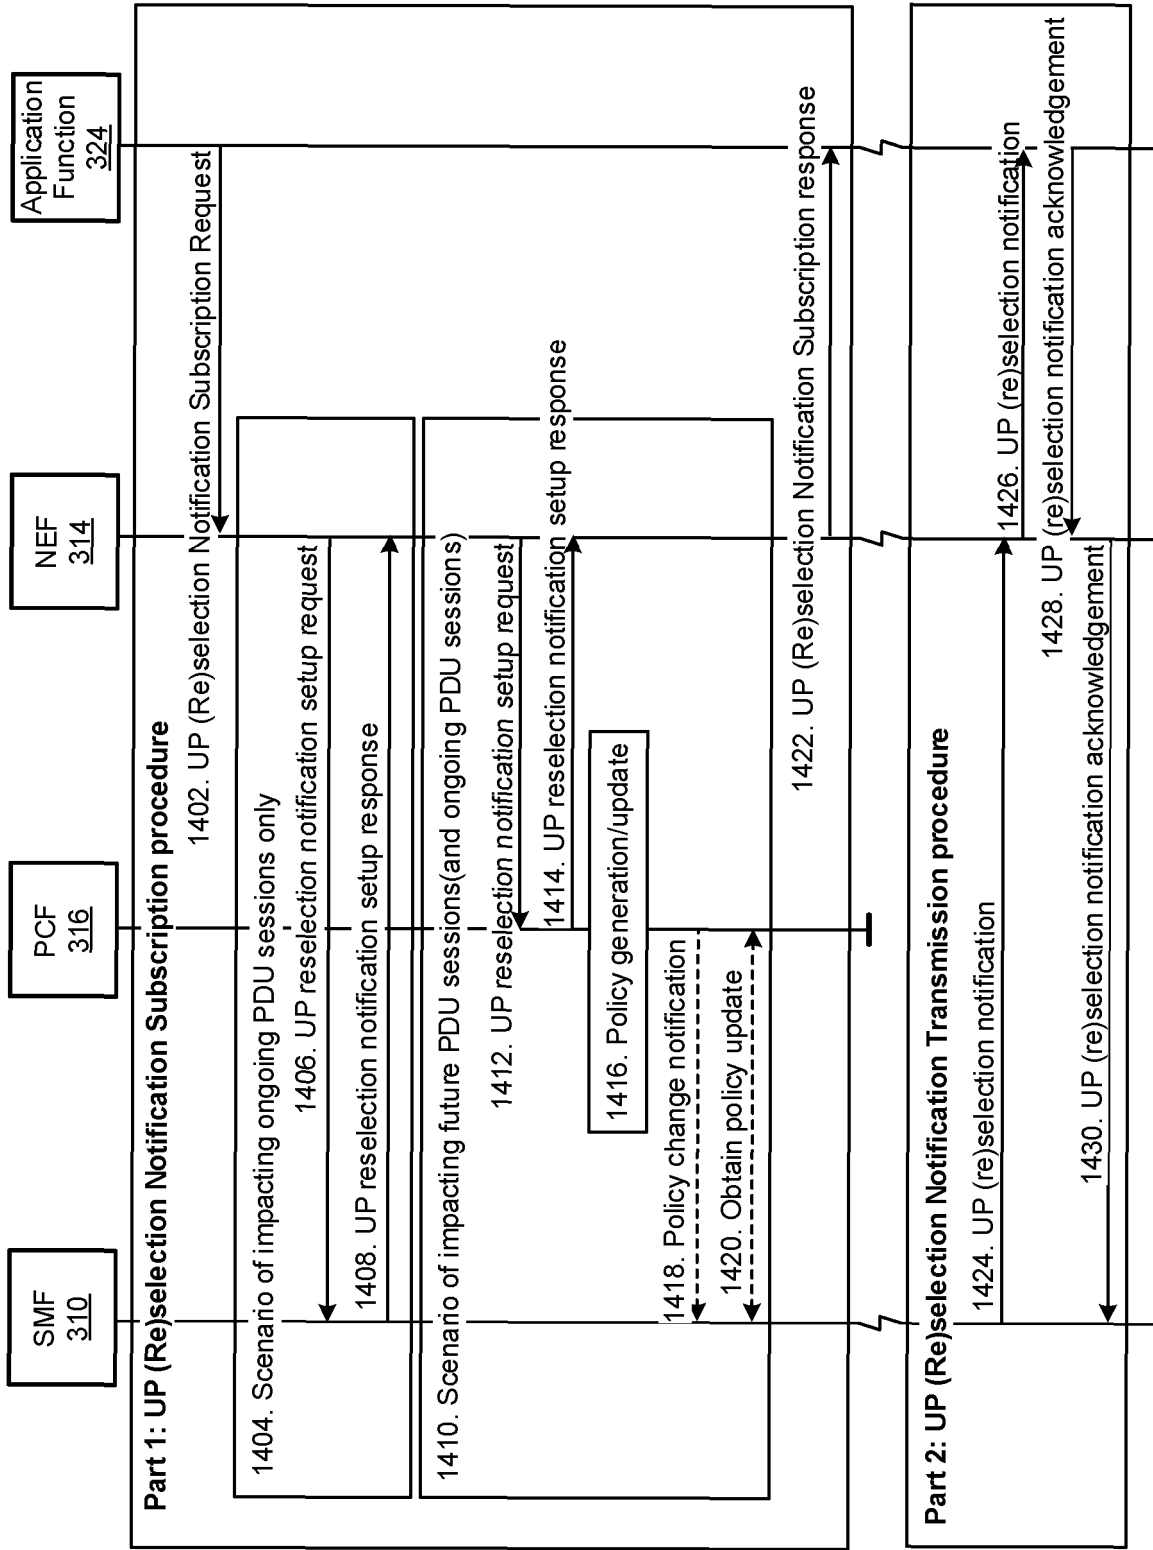 SMF
310
PCF
316
NEF
314
Application
Function
324
Part 1: UP (Re)selection Notification Subscription procedure
1402. UP (Re)selection Notification Subscription Request
1404. Scenario of impacting ongoing PDU sessions only
1406. UP reselection notification setup request
1408. UP reselection notification setup response
1410. Scenario of impacting future PDU sessions(and ongoing PDU sessions)
1412. UP reselection notification setup request
1414. UP reselection notification setup response
1416. Policy generation/update
1418. Policy change notification
1420. Obtain policy update
1422. UP (Re)selection Notification Subscription response
Part 2: UP (Re)selection Notification Transmission procedure
1424. UP (re)selection notification
1426. UP (re)selection notification
1428. UP (re)selection notification acknowledgement
1430. UP (re)selection notification acknowledgement